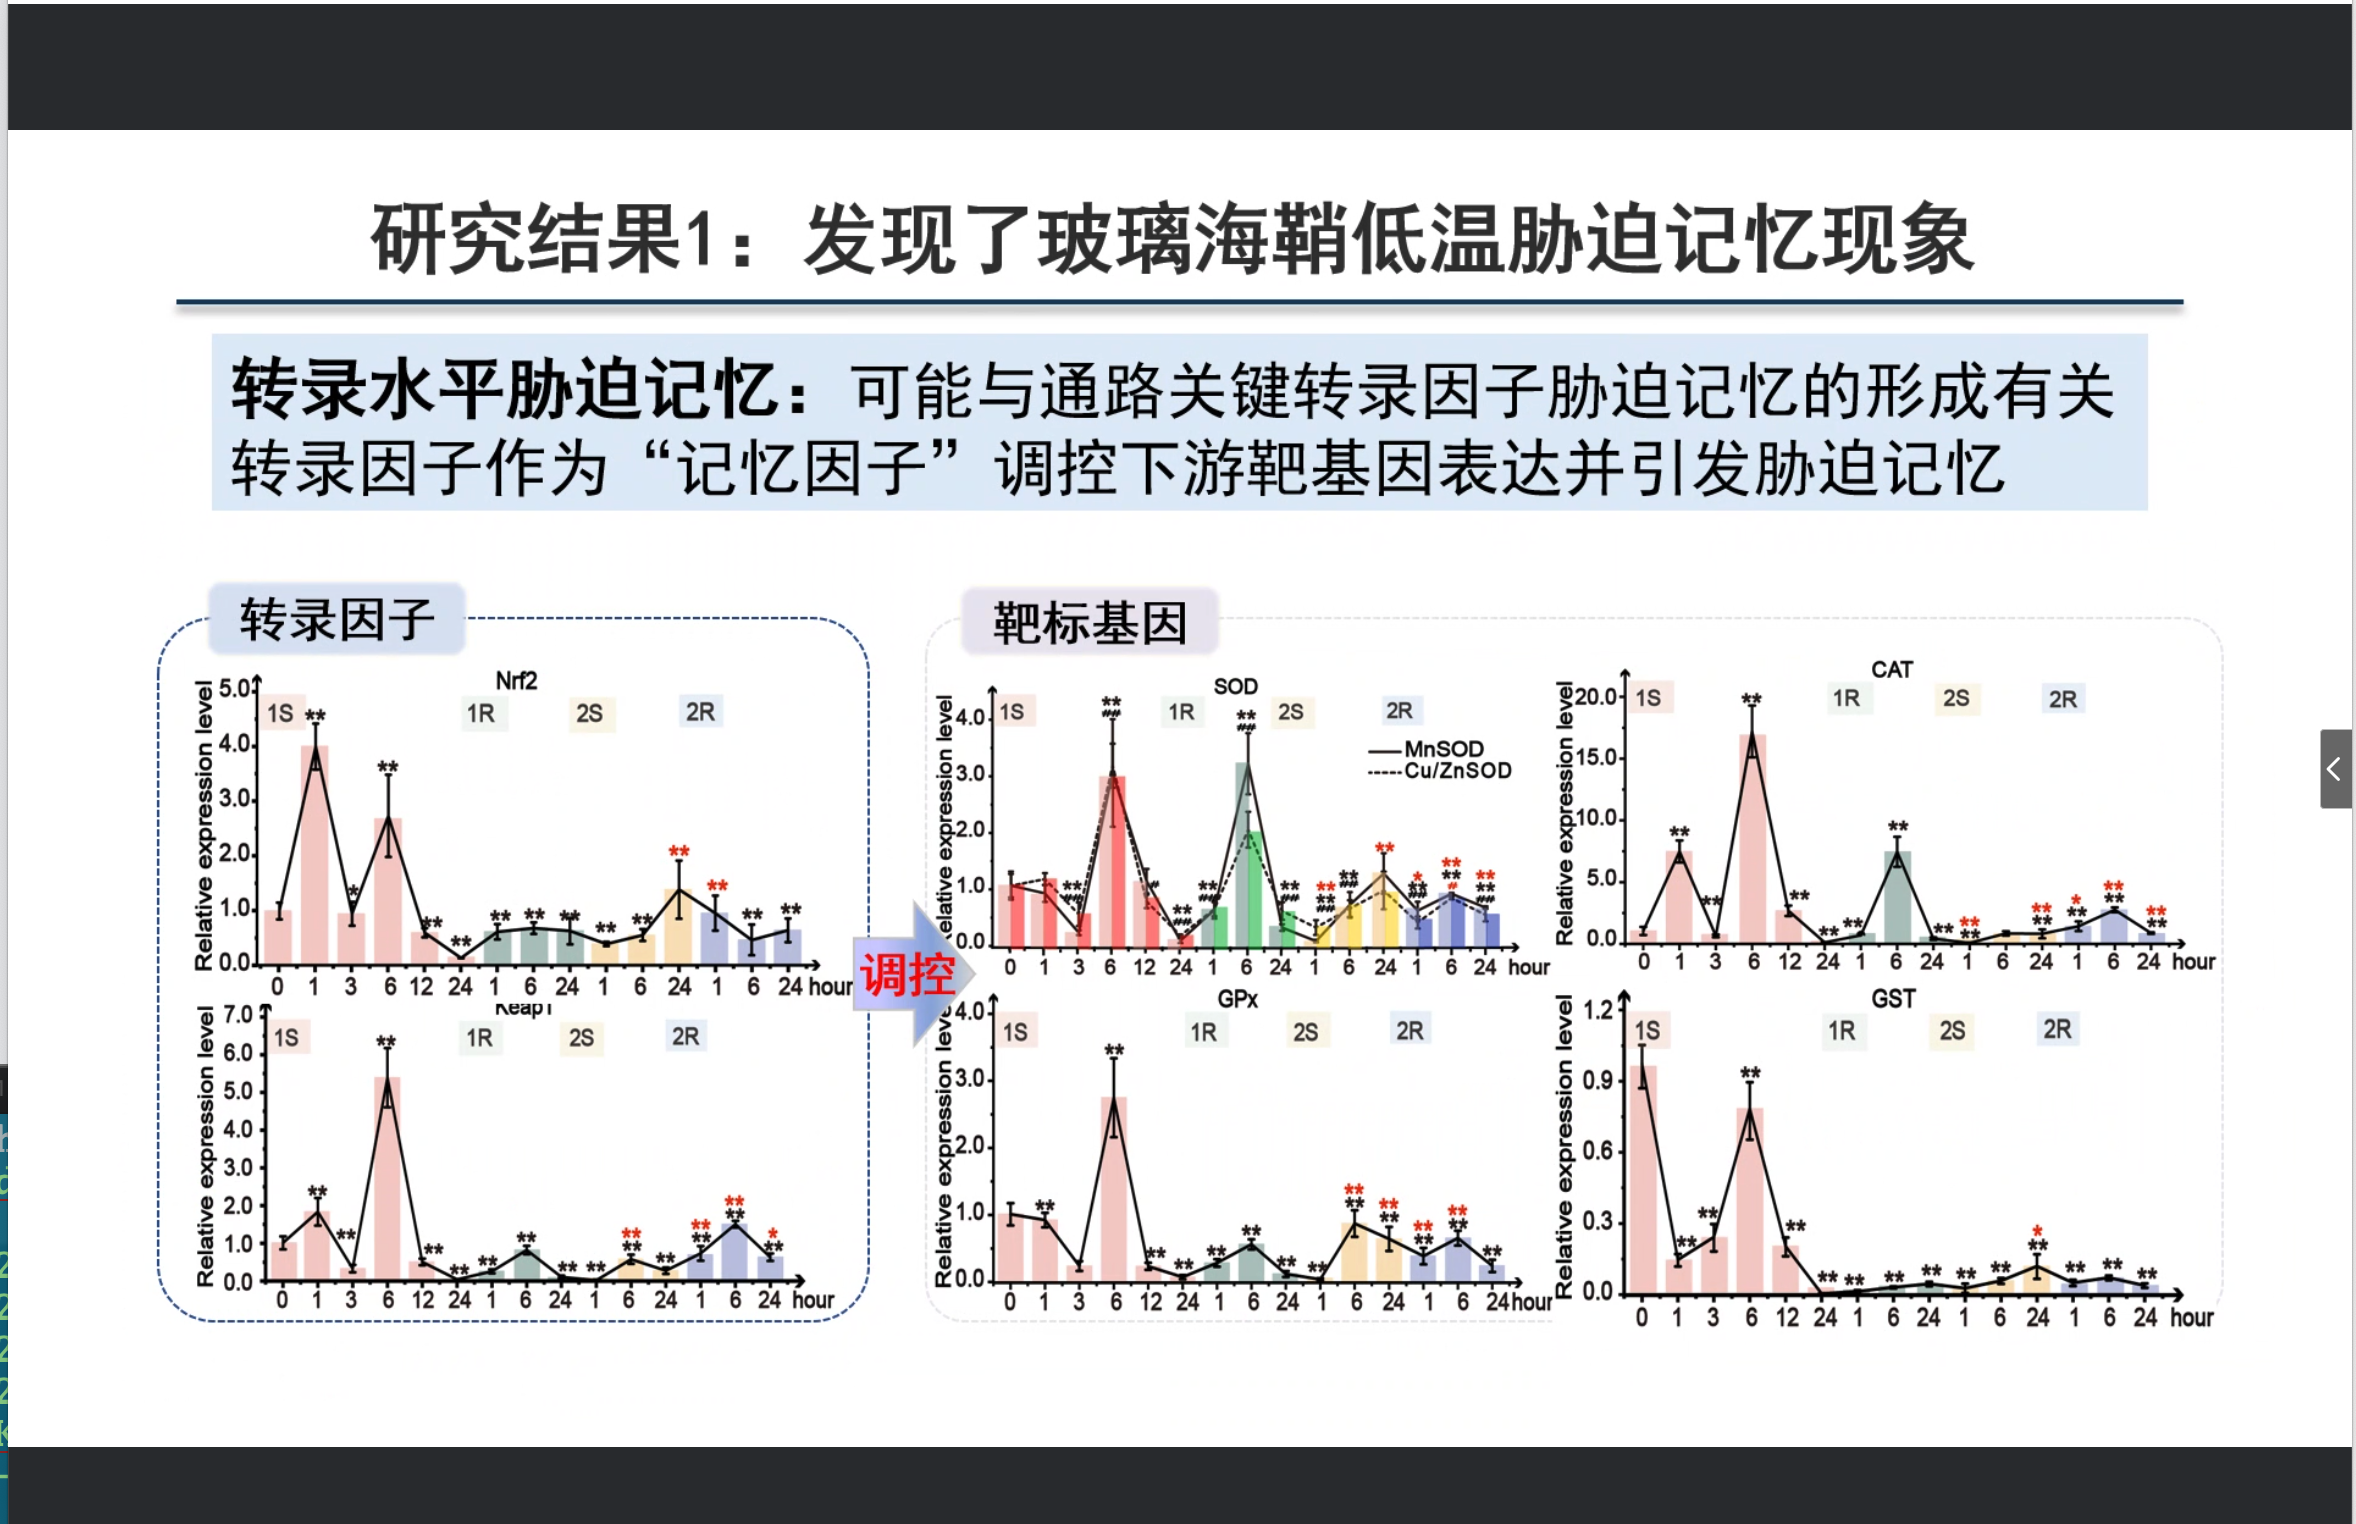 研究结果1：发现了玻璃海鞘低温胁迫记忆现象
转录水平胁迫记忆：可能与通路关键转录因子胁迫记忆的形成有关
转录因子作为“记忆因子”调控下游靶基因表达并引发胁迫记忆
转录因子
Nrf2
Relative expression level
5.0
4.0
3.0
2.0
1.0
0.0
1S 1R 2S 2R
0 1 3 6 12 24 1 6 24 1 6 24 1 6 24 hour
Keap1
Relative expression level
7.0
6.0
5.0
4.0
3.0
2.0
1.0
0.0
1S 1R 2S 2R
0 1 3 6 12 24 1 6 24 1 6 24 1 6 24 hour
调控
靶标基因
SOD
Relative expression level
4.0
3.0
2.0
1.0
0.0
1S 1R 2S 2R
MnSOD
Cu/ZnSOD
0 1 3 6 12 24 1 6 24 1 6 24 1 6 24 hour
CAT
Relative expression level
20.0
15.0
10.0
5.0
0.0
1S 1R 2S 2R
0 1 3 6 12 24 1 6 24 1 6 24 1 6 24 hour
GPx
Relative expression level
4.0
3.0
2.0
1.0
0.0
1S 1R 2S 2R
0 1 3 6 12 24 1 6 24 1 6 24 1 6 24 hour
GST
Relative expression level
1.2
0.9
0.6
0.3
0.0
1S 1R 2S 2R
0 1 3 6 12 24 1 6 24 1 6 24 1 6 24 hour